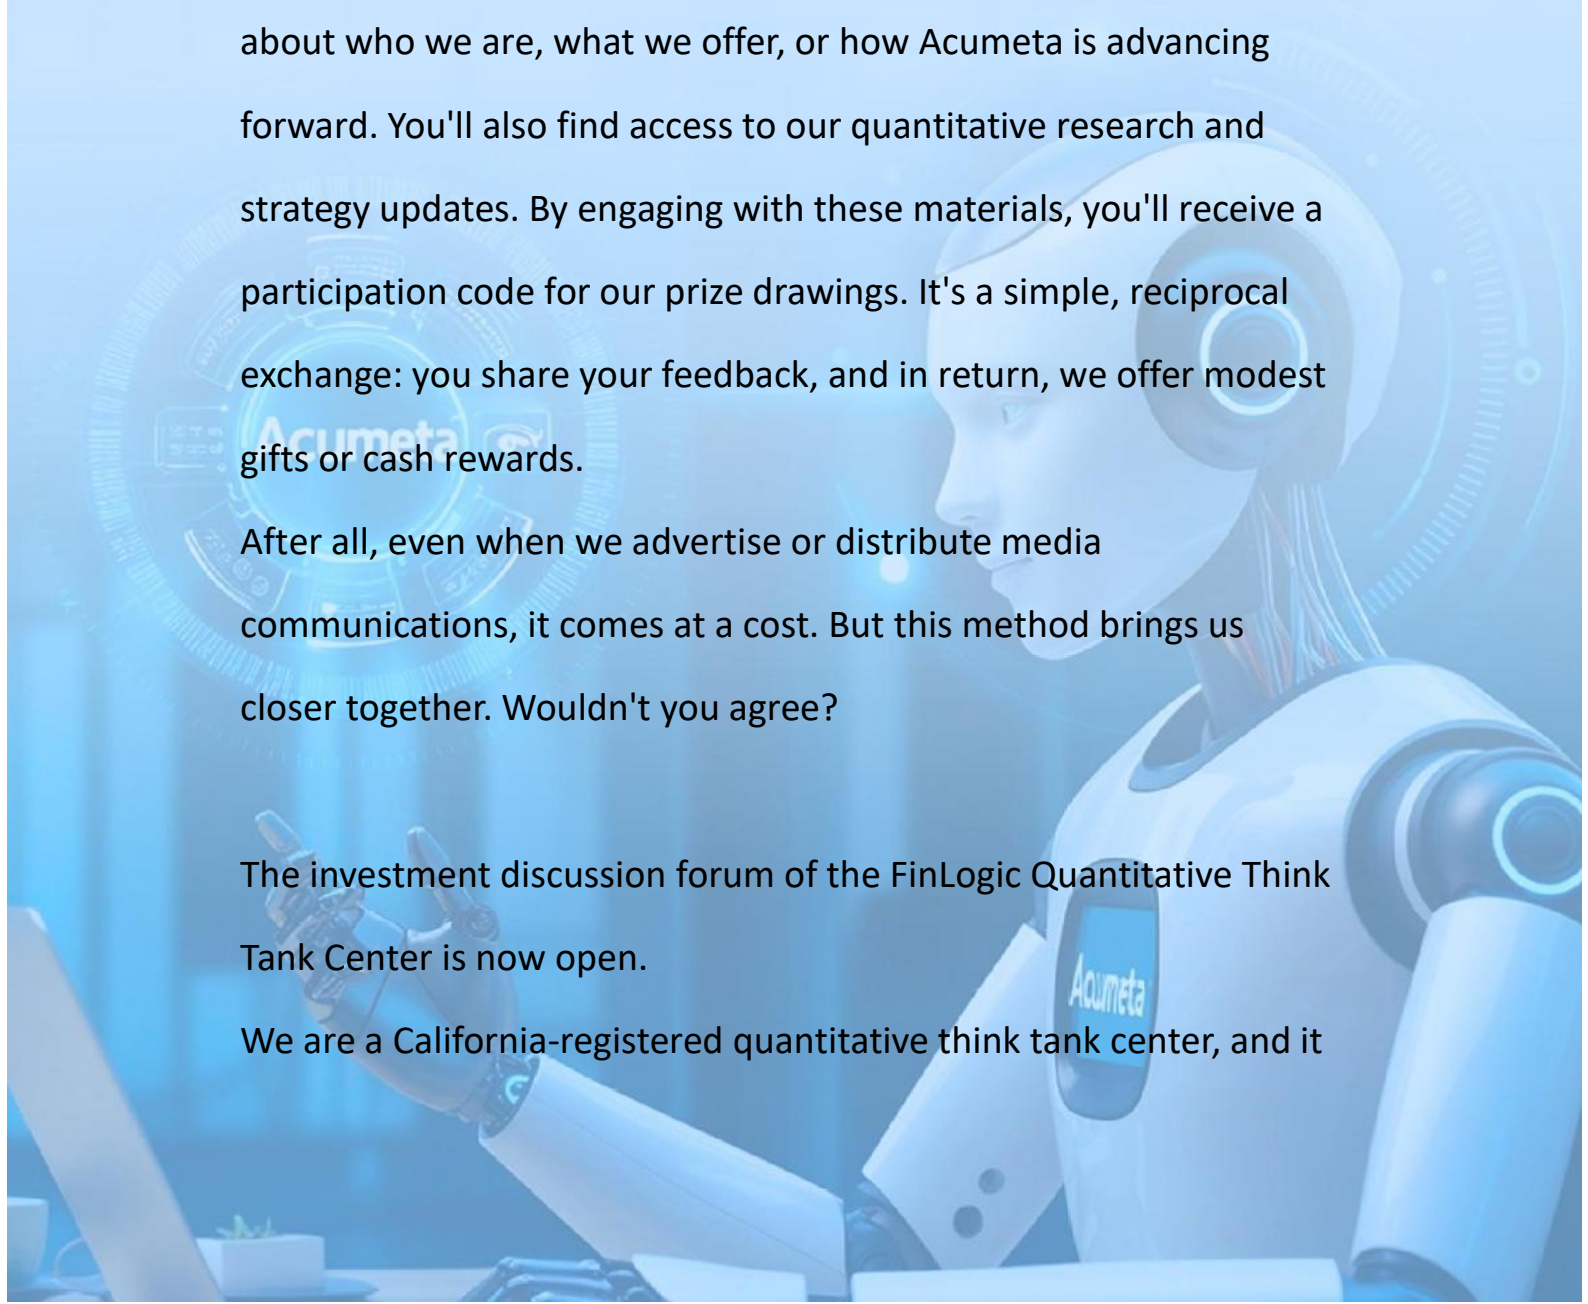 about who we are, what we offer, or how Acumeta is advancing
forward. You'll also find access to our quantitative research and
strategy updates. By engaging with these materials, you'll receive a
participation code for our prize drawings. It's a simple, reciprocal
exchange: you share your feedback, and in return, we offer modest
Acumeta
gifts or cash rewards.
After all, even when we advertise or distribute media
communications, it comes at a cost. But this method brings us
closer together. Wouldn't you agree?
The investment discussion forum of the FinLogic Quantitative Think
Tank Center is now open.
Acumeta
We are a California-registered quantitative think tank center, and it